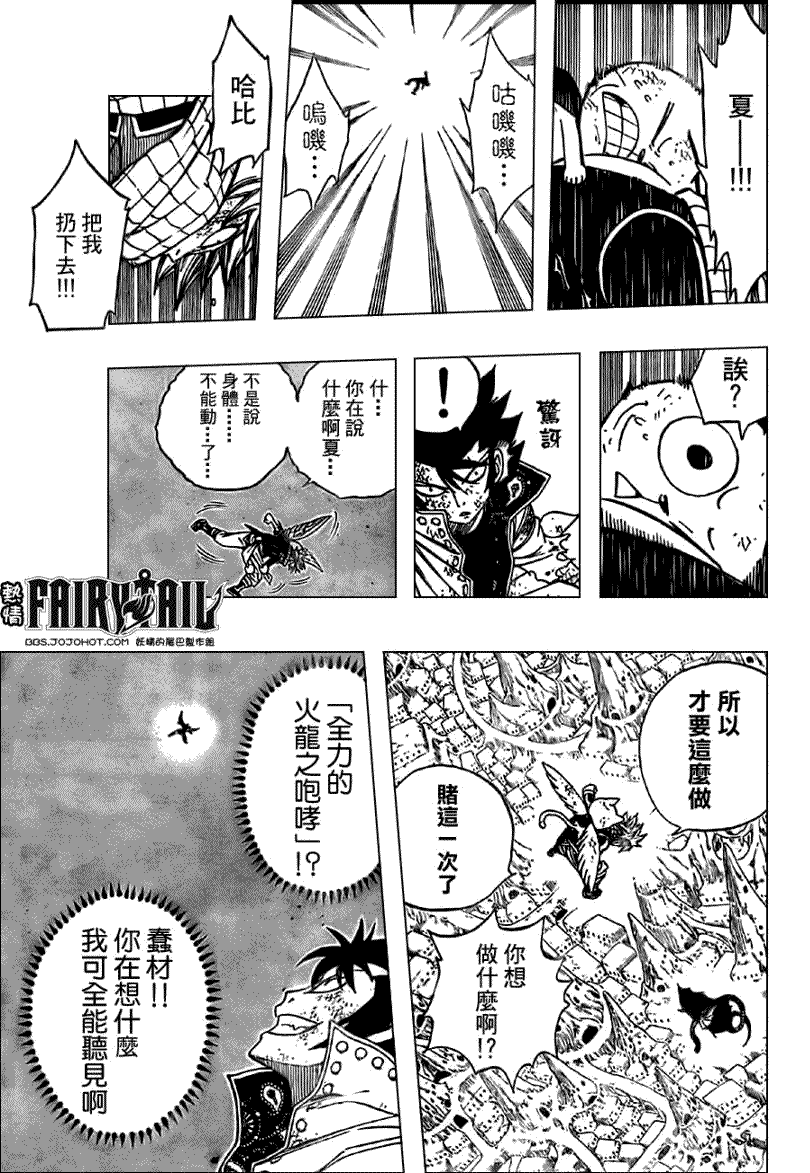 夏──!!!
咕嘰嘰…
嗚嘰…
哈比
把我
扔下去!!!
誒?
驚訝
!
什…
你在說
什麼啊夏…
不是說
身體……
不能動…了…
熱情
FAIRY TAIL
BBS.JOJOHOT.COM 妖精的尾巴製作組
所以
才要這麼做
賭這一次了
你想
做什麼啊!?
「全力的
火龍之咆哮」!?
蠢材!!
你在想什麼
我可全能聽見啊